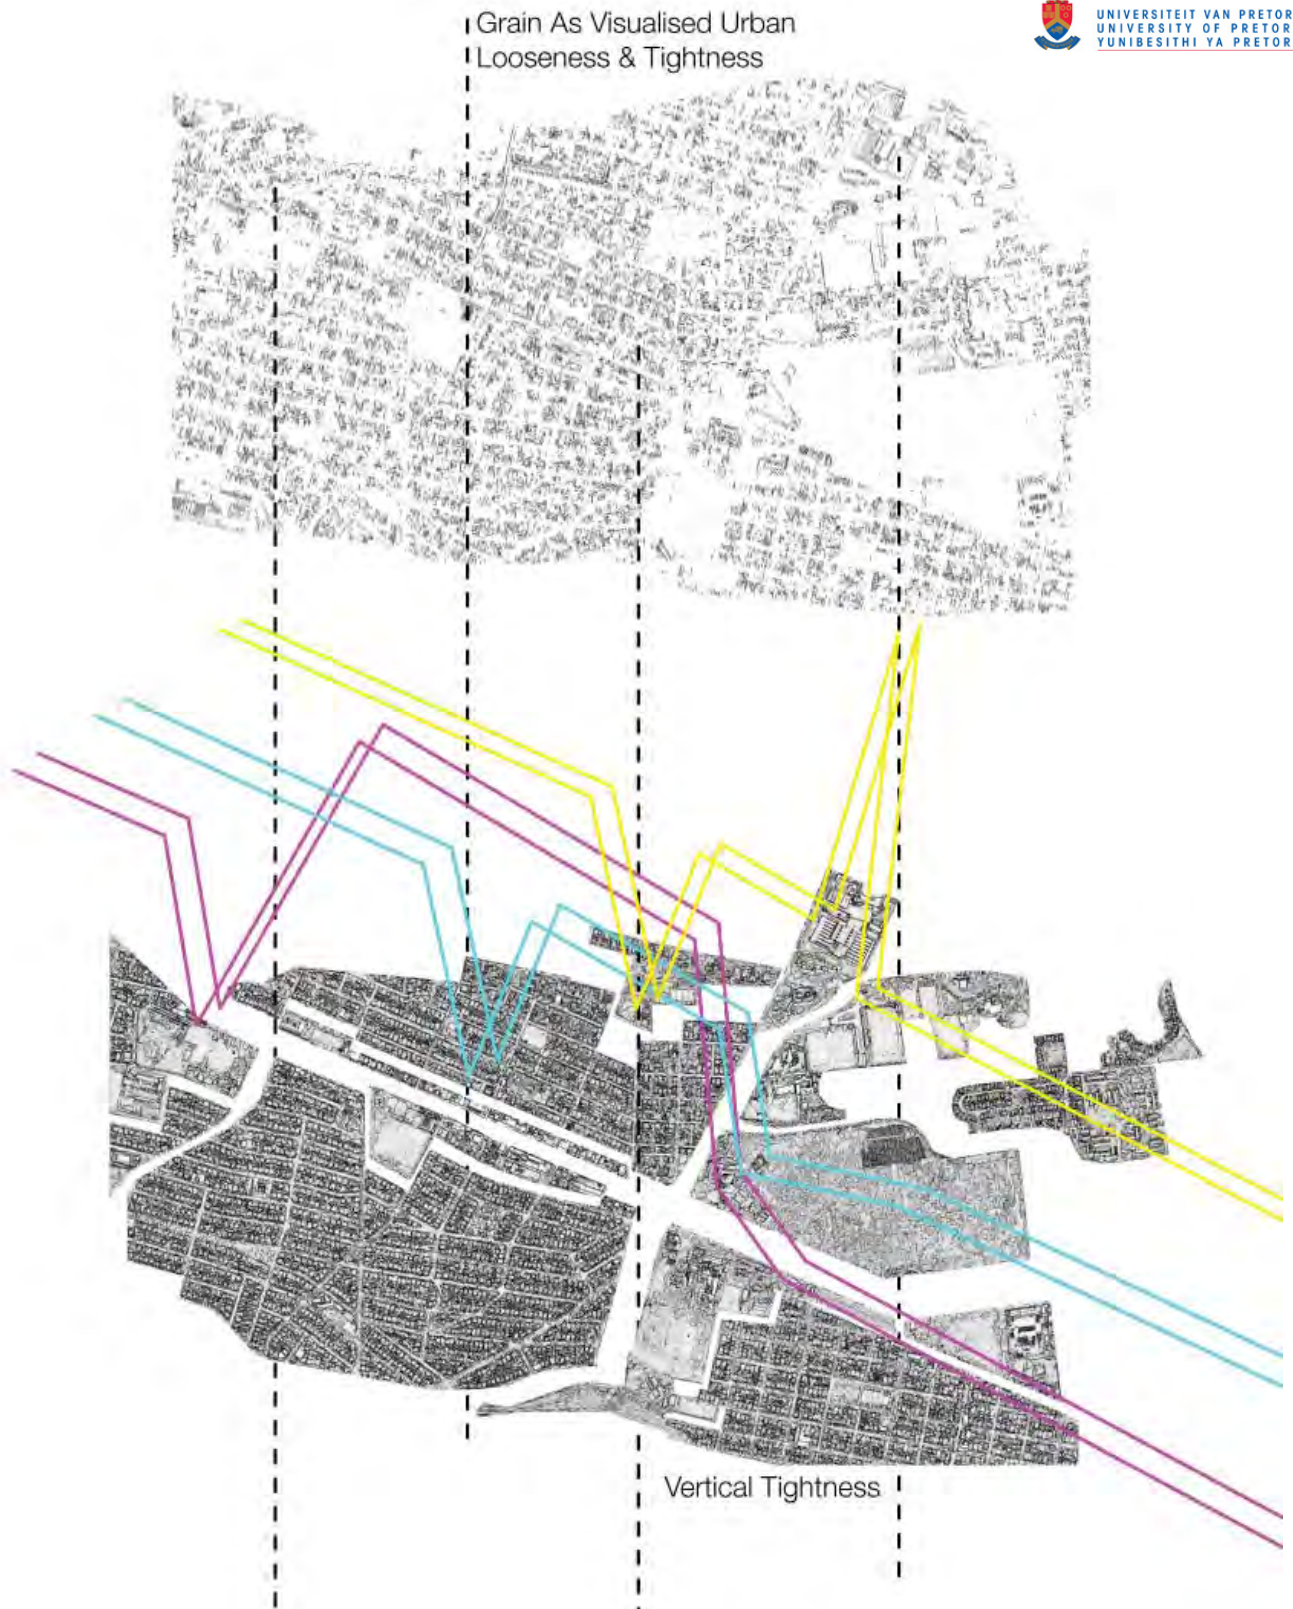 Grain As Visualised Urban
Looseness & Tightness
UNIVERSITEIT VAN PRETOR
UNIVERSITY OF PRETOR
YUNIBESITHI YA PRETOR
Vertical Tightness